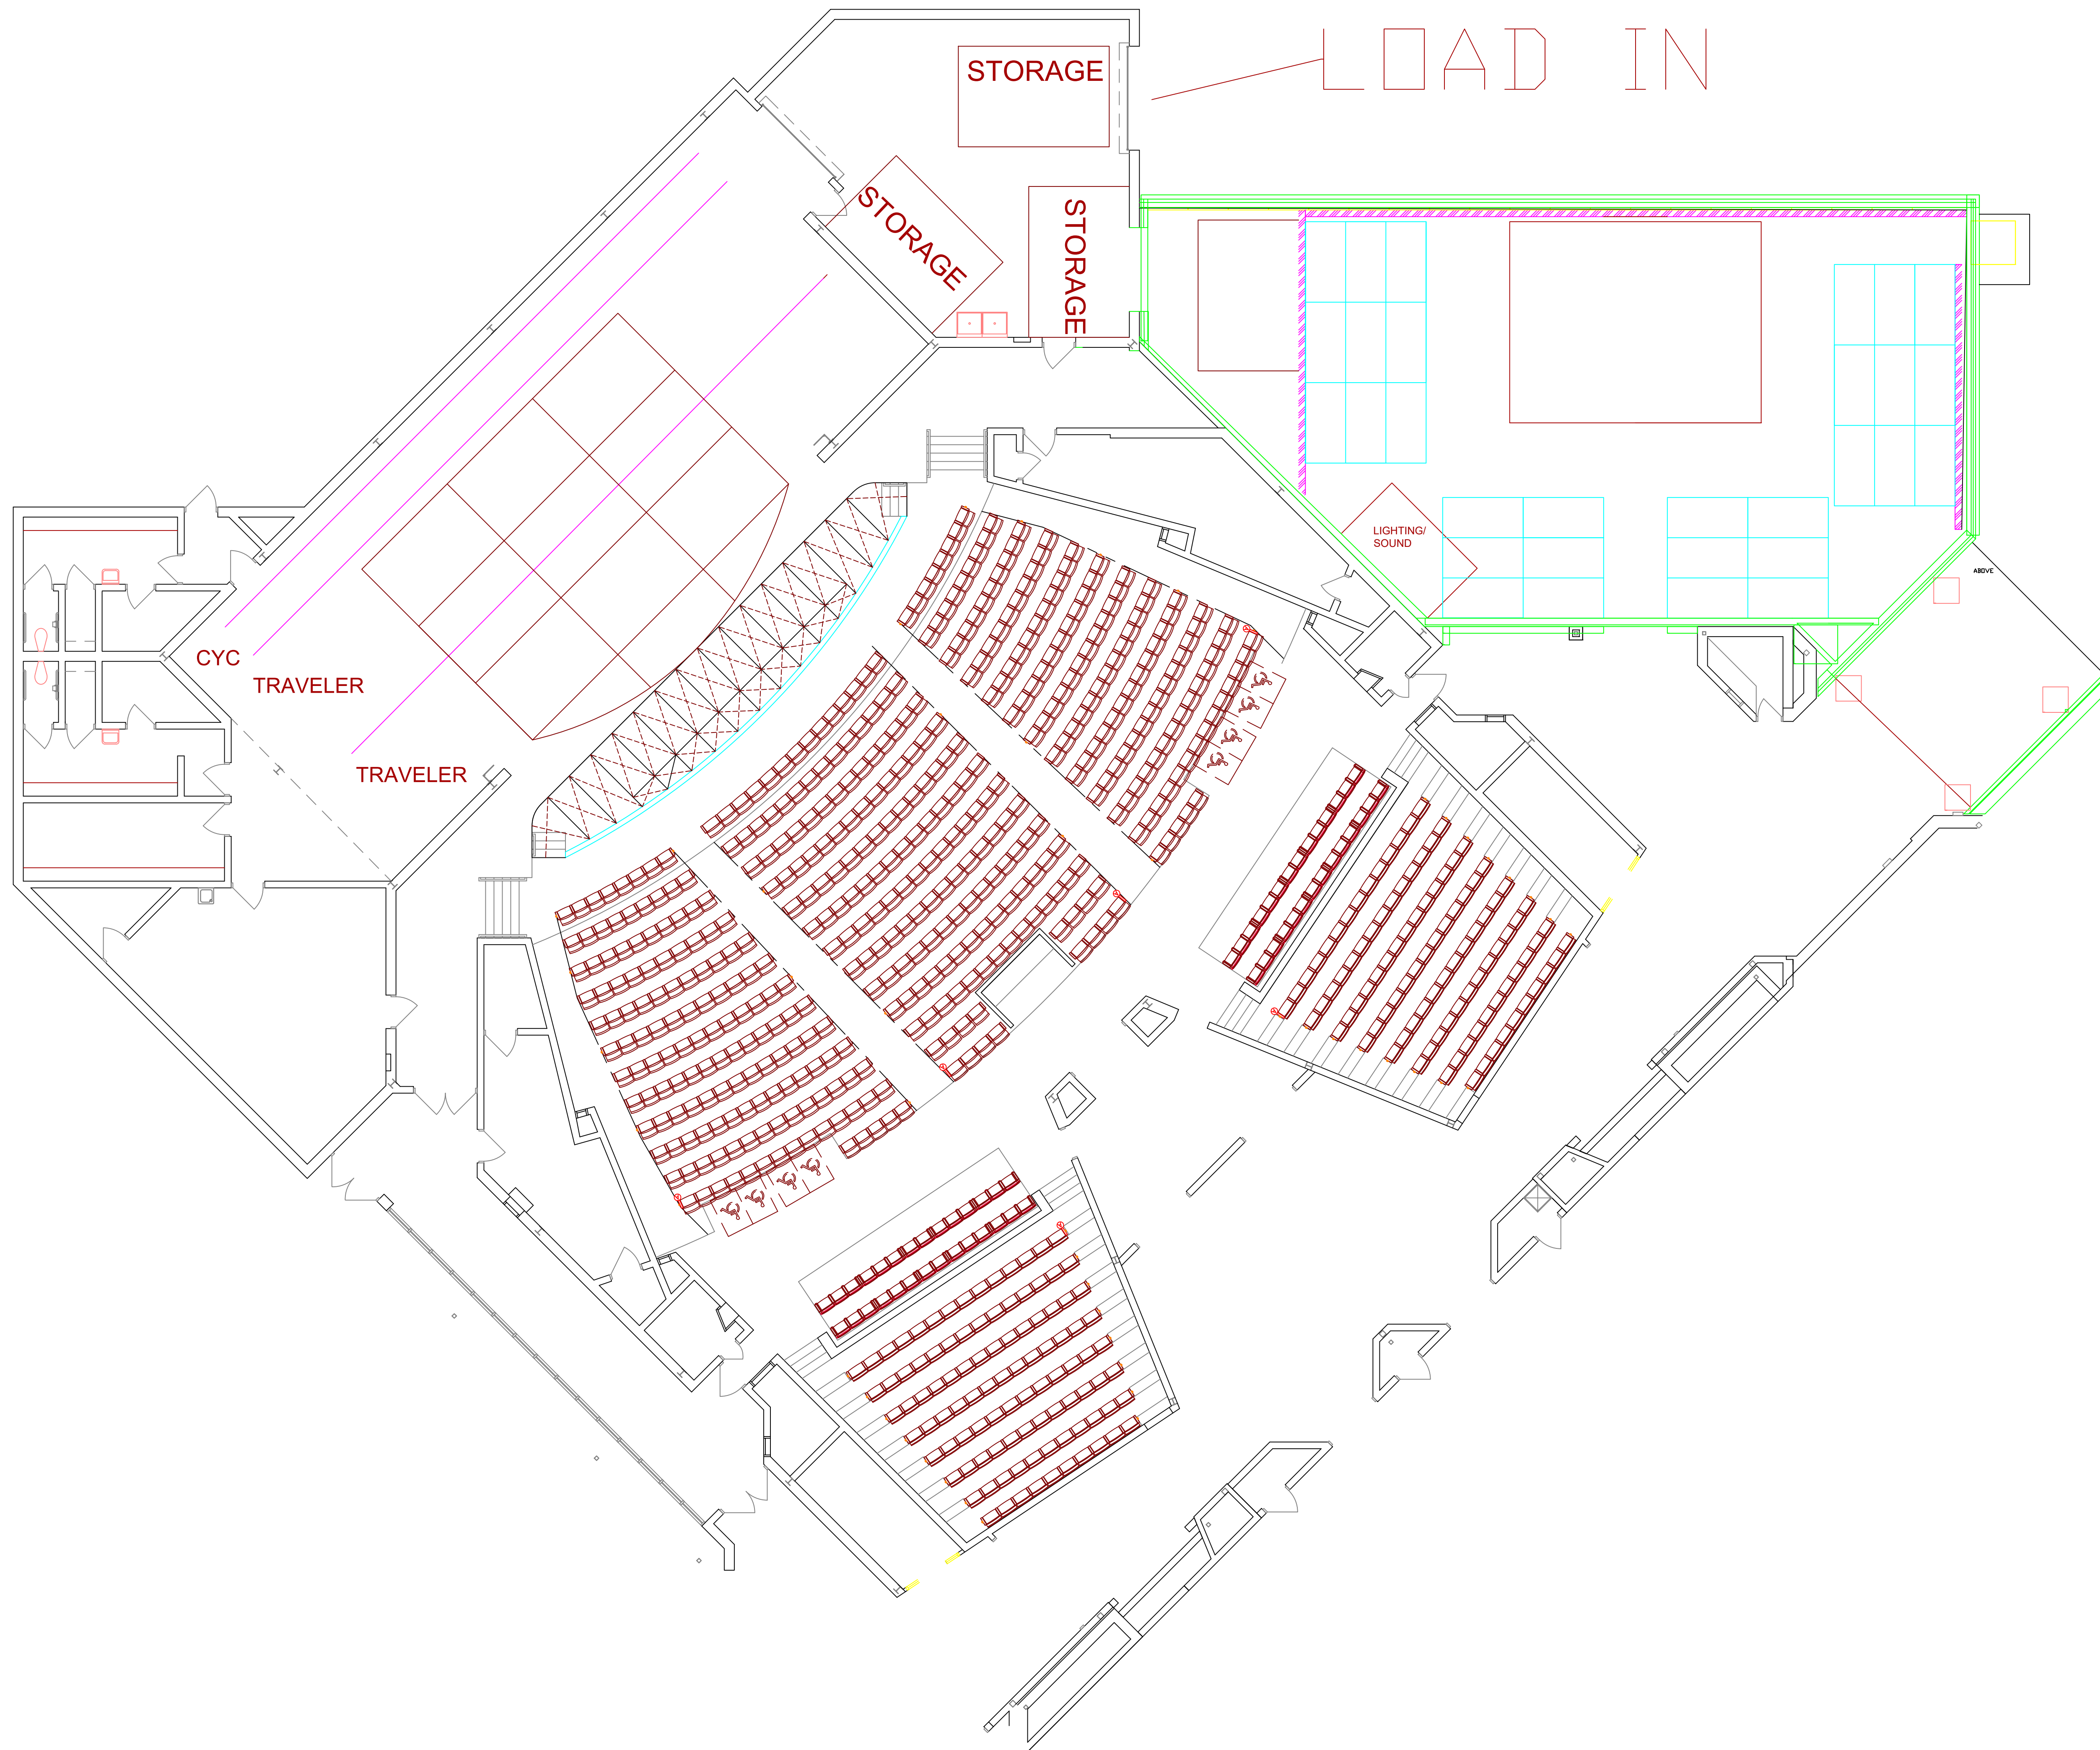 LOAD IN
STORAGE
STORAGE
STORAGE
LIGHTING/
SOUND
ABOVE
CYC
TRAVELER
TRAVELER